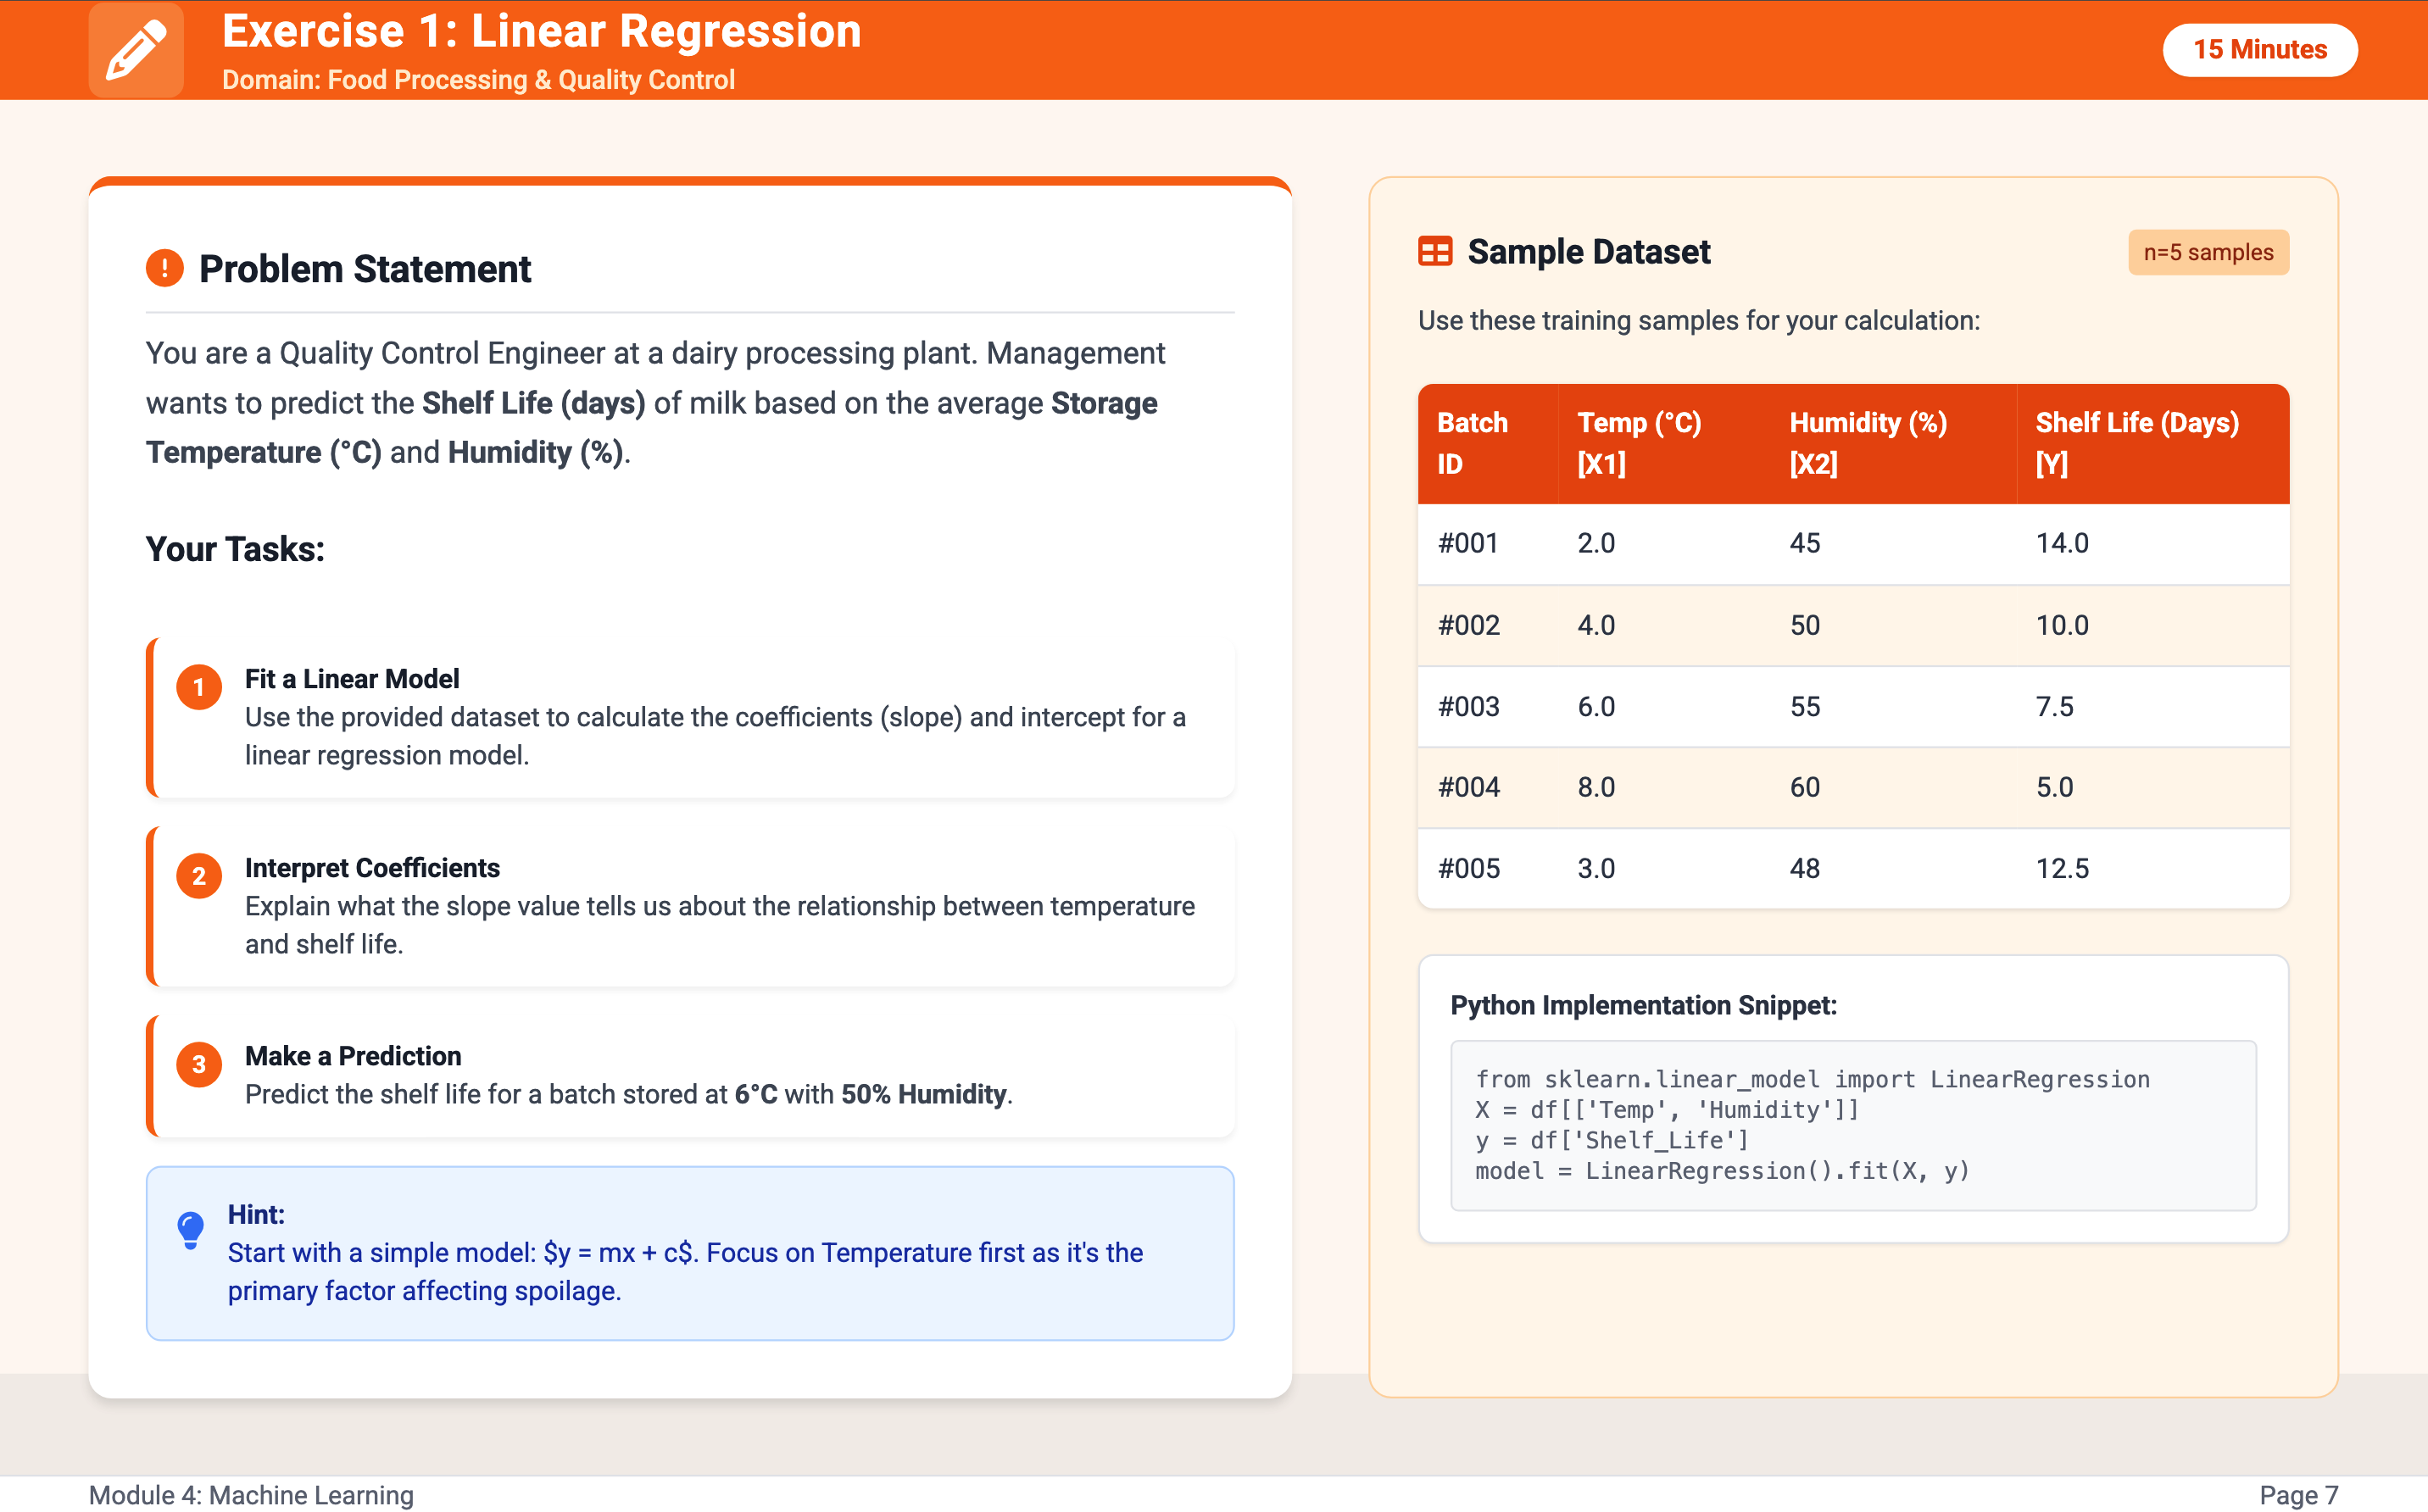 Exercise 1: Linear Regression
Domain: Food Processing & Quality Control
15 Minutes
Problem Statement
You are a Quality Control Engineer at a dairy processing plant. Management
wants to predict the Shelf Life (days) of milk based on the average Storage
Temperature (°C) and Humidity (%).
Your Tasks:
1
Fit a Linear Model
Use the provided dataset to calculate the coefficients (slope) and intercept for a
linear regression model.
2
Interpret Coefficients
Explain what the slope value tells us about the relationship between temperature
and shelf life.
3
Make a Prediction
Predict the shelf life for a batch stored at 6°C with 50% Humidity.
Hint:
Start with a simple model: $y = mx + c$. Focus on Temperature first as it's the
primary factor affecting spoilage.
Sample Dataset
n=5 samples
Use these training samples for your calculation:
Batch ID Temp (°C) [X1] Humidity (%) [X2] Shelf Life (Days) [Y]
#001 2.0 45 14.0
#002 4.0 50 10.0
#003 6.0 55 7.5
#004 8.0 60 5.0
#005 3.0 48 12.5
Python Implementation Snippet:
from sklearn.linear_model import LinearRegression
X = df[['Temp', 'Humidity']]
y = df['Shelf_Life']
model = LinearRegression().fit(X, y)
Module 4: Machine Learning
Page 7